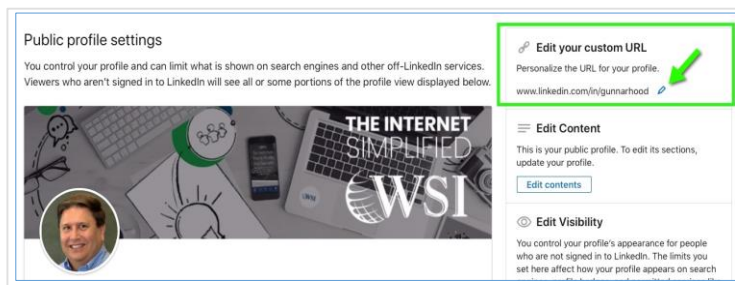 Public profile settings
You control your profile and can limit what is shown on search engines and other off-LinkedIn services.
Viewers who aren't signed in to LinkedIn will see all or some portions of the profile view displayed below.
THE INTERNET
SIMPLIFIED
WSI
Edit your custom URL
Personalize the URL for your profile.
www.linkedin.com/in/gunnarhood
Edit Content
This is your public profile. To edit its sections,
update your profile.
Edit contents
Edit Visibility
You control your profile's appearance for people
who are not signed in to LinkedIn. The limits you
set here affect how your profile appears on search